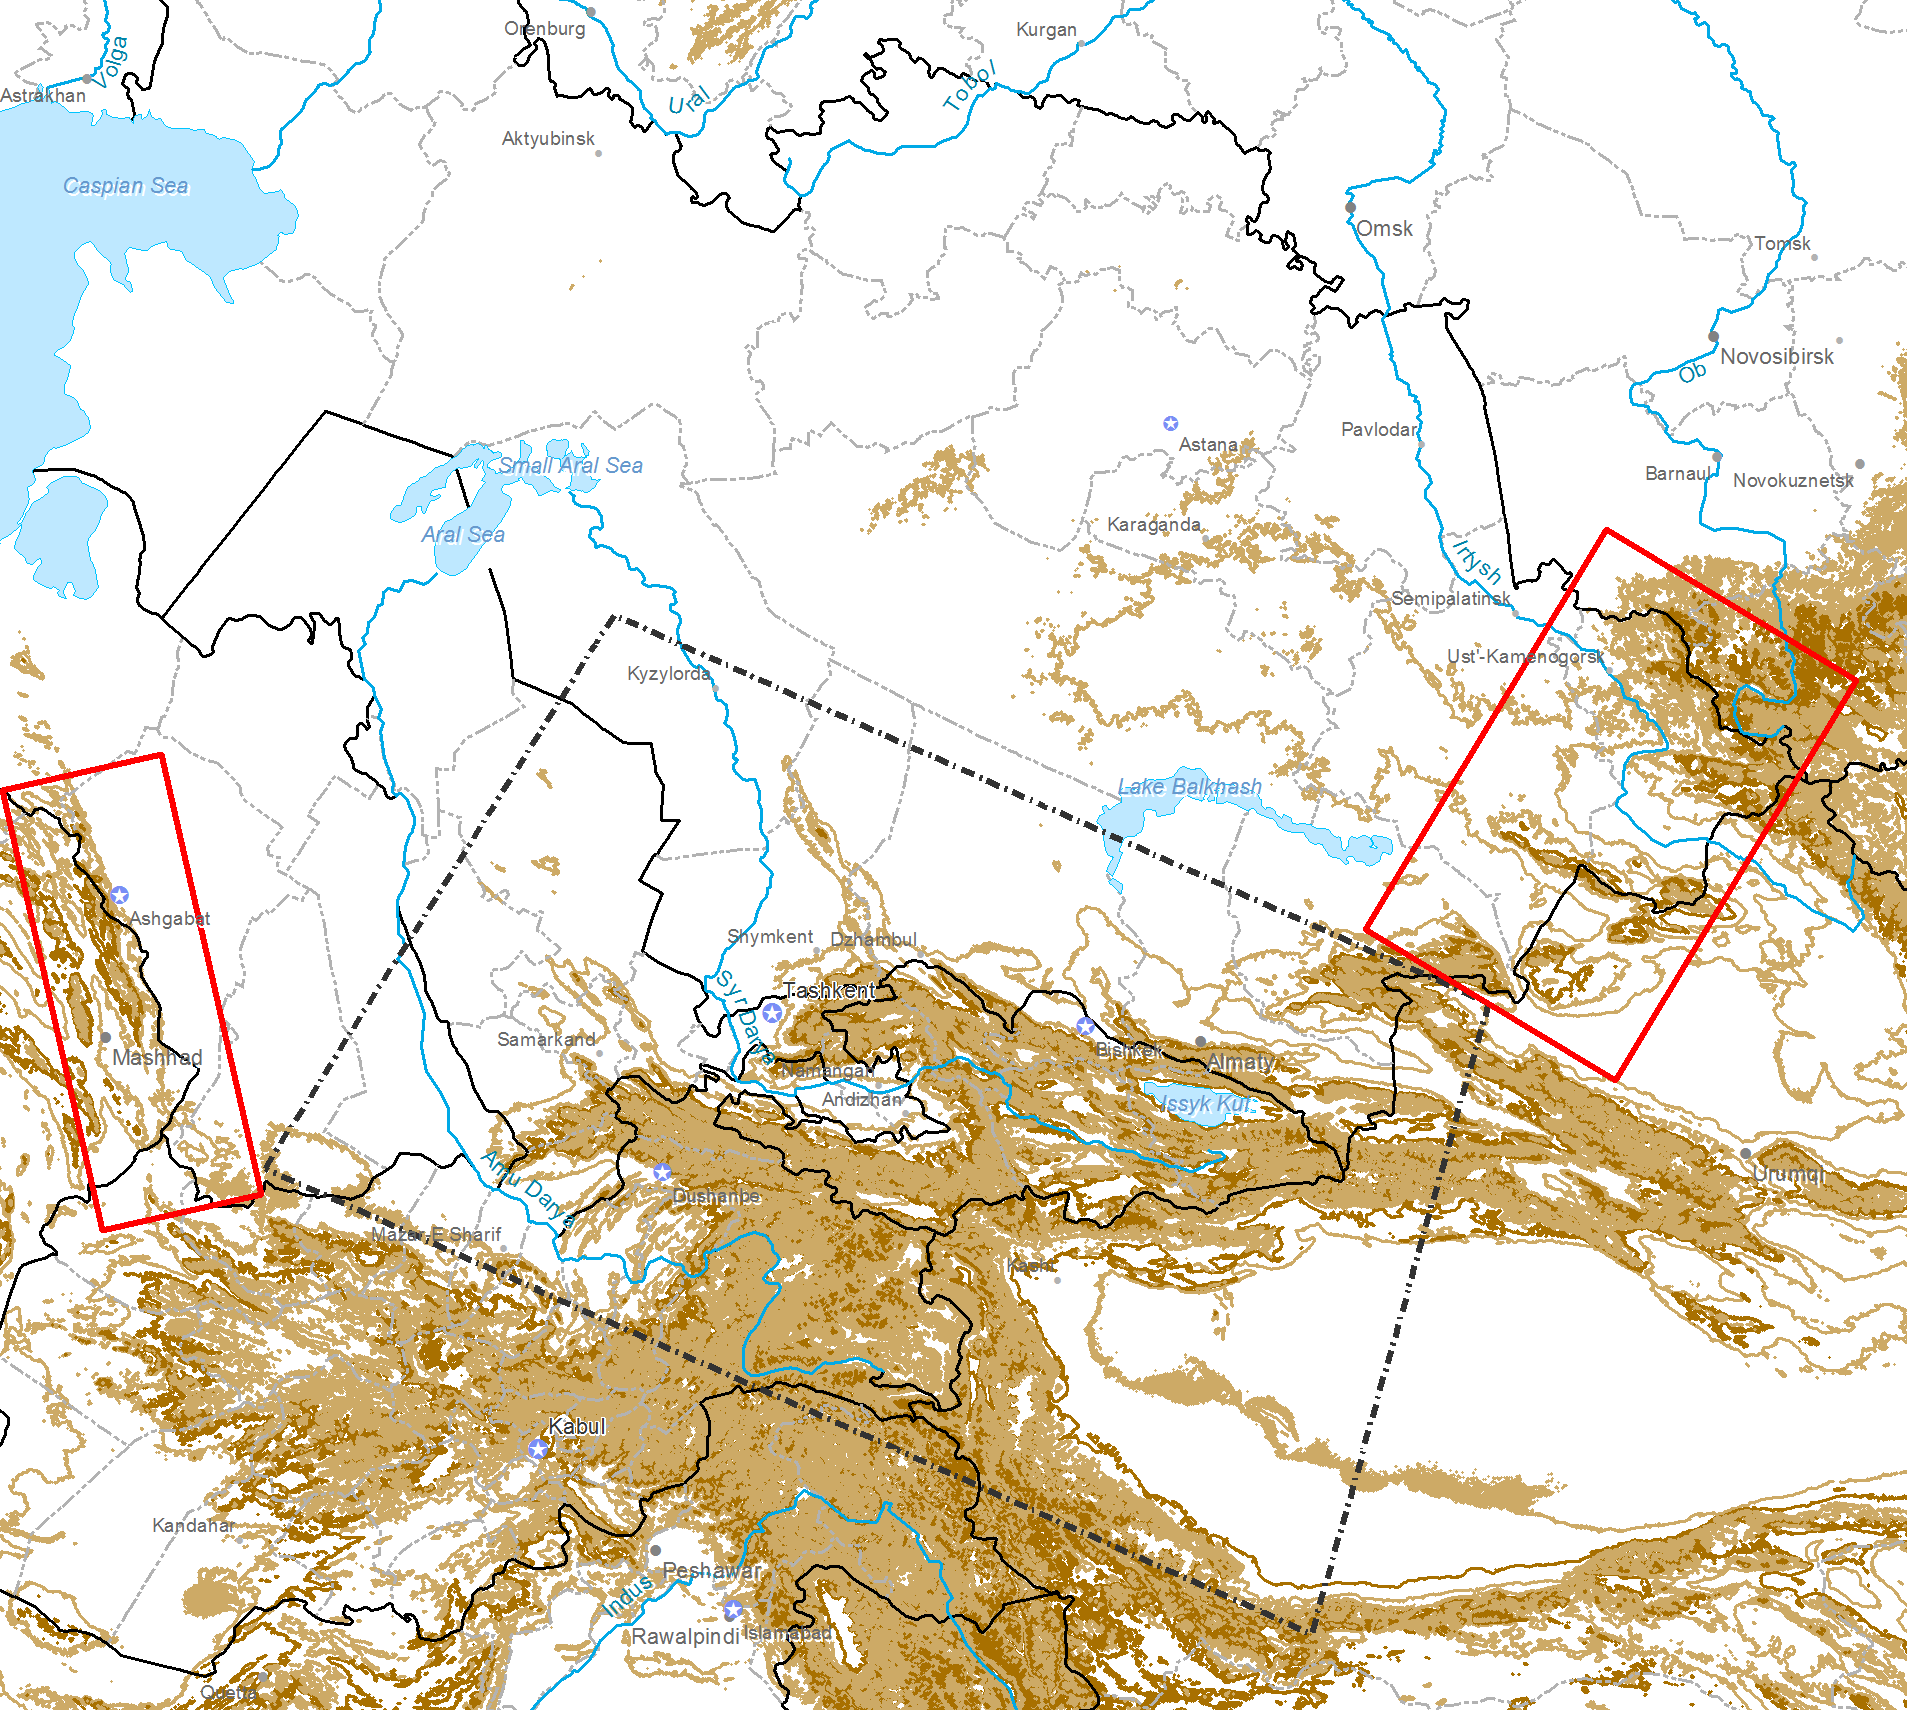 Orenburg
Kurgan
Volga
Astrakhan
Ural
Tobol
Aktyubinsk
Caspian Sea
Omsk
Tomsk
Novosibirsk
Ob
Pavlodar
Astana
Small Aral Sea
Barnaul
Novokuznetsk
Aral Sea
Karaganda
Irtysh
Semipalatinsk
Ust'-Kamenogorsk
Kyzylorda
Lake Balkhash
Ashgabat
Shymkent
Dzhambul
Syr Darya
Tashkent
Samarkand
Mashhad
Bishkek
Almaty
Namangan
Andizhan
Issyk Kul'
Urumqi
Amu Darya
Dushanbe
Mazar-E Sharif
Kashi
Kabul
Kandahar
Peshawar
Indus
Rawalpindi
Islamabad
Quetta